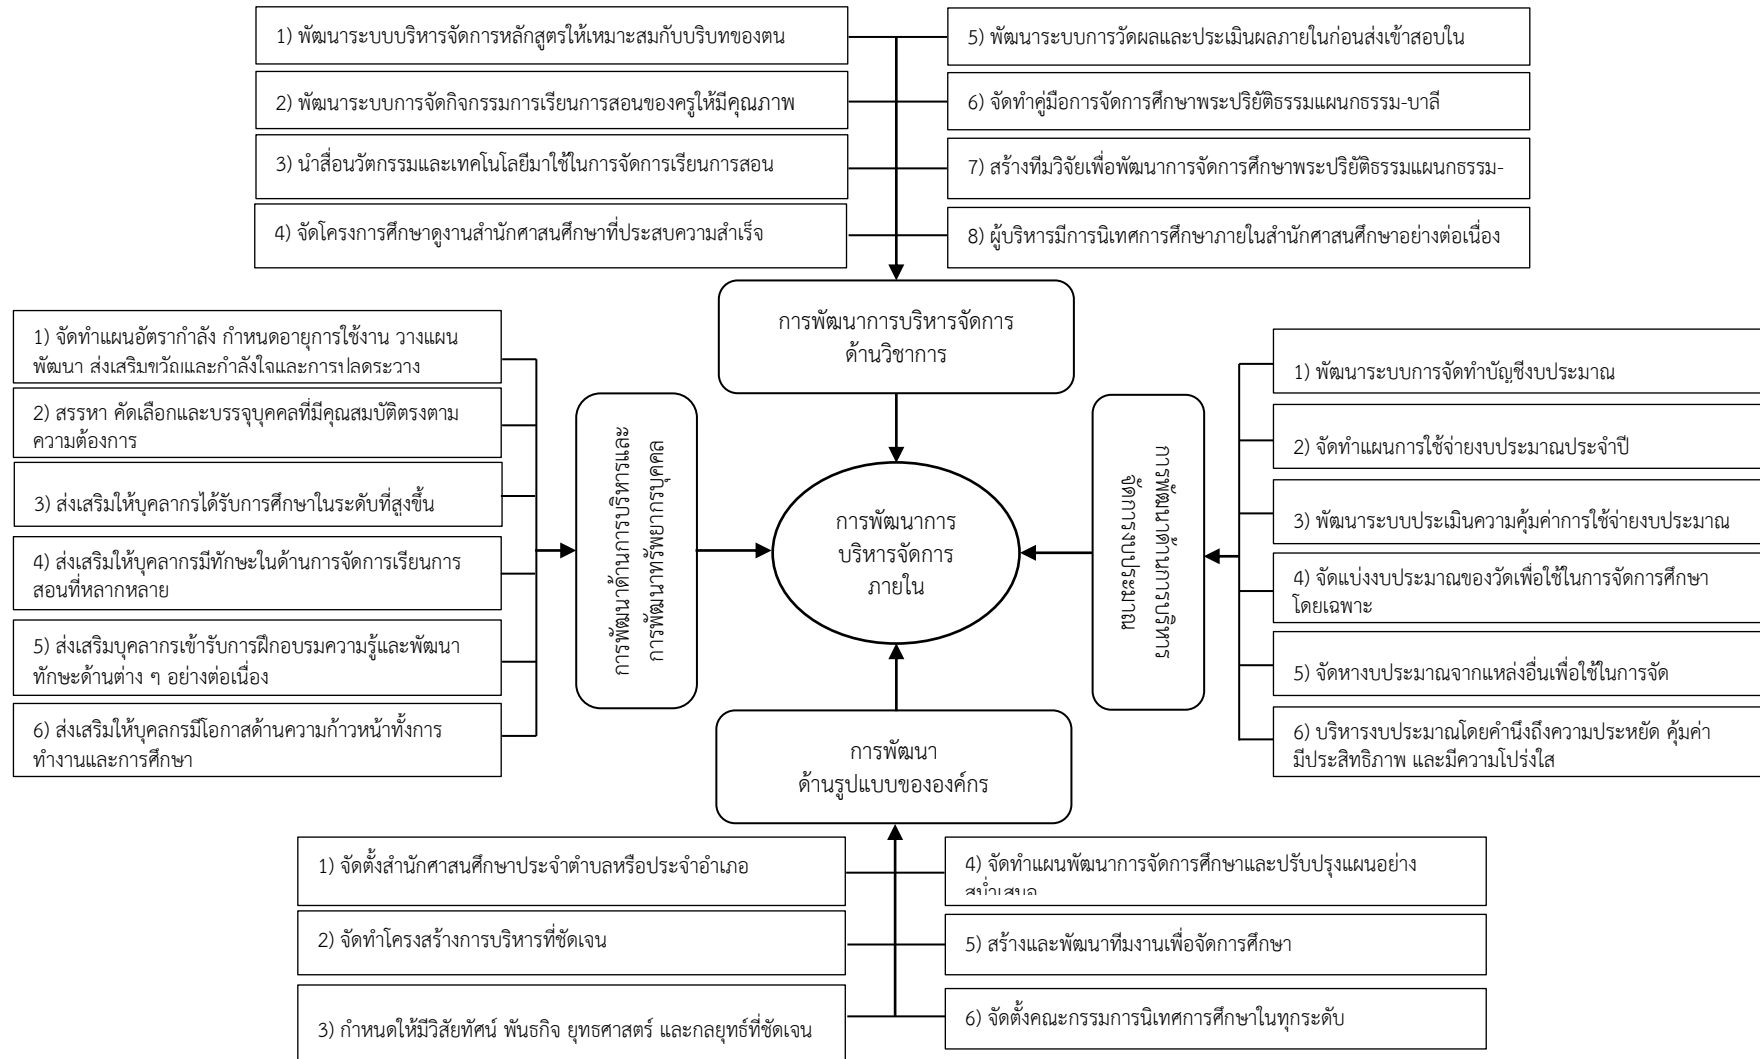 1) พัฒนาระบบบริหารจัดการหลักสูตรให้เหมาะสมกับบริบทของตน
2) พัฒนาระบบการจัดกิจกรรมการเรียนการสอนของครูให้มีคุณภาพ
3) นำสื่อนวัตกรรมและเทคโนโลยีมาใช้ในการจัดการเรียนการสอน
4) จัดโครงการศึกษาดูงานสำนักศาสนศึกษาที่ประสบความสำเร็จ
5) พัฒนาระบบการวัดผลและประเมินผลภายในก่อนส่งเข้าสอบใน
6) จัดทำคู่มือการจัดการศึกษาพระปริยัติธรรมแผนกธรรม-บาลี
7) สร้างทีมวิจัยเพื่อพัฒนาการจัดการศึกษาพระปริยัติธรรมแผนกธรรม-
8) ผู้บริหารมีการนิเทศการศึกษาภายในสำนักศาสนศึกษาอย่างต่อเนื่อง
การพัฒนาการบริหารจัดการ
ด้านวิชาการ
1) จัดทำแผนอัตรากำลัง กำหนดอายุการใช้งาน วางแผน
พัฒนา ส่งเสริมขวัญและกำลังใจและการปลดระวาง
2) สรรหา คัดเลือกและบรรจุบุคคลที่มีคุณสมบัติตรงตาม
ความต้องการ
3) ส่งเสริมให้บุคลากรได้รับการศึกษาในระดับที่สูงขึ้น
4) ส่งเสริมให้บุคลากรมีทักษะในด้านการจัดการเรียนการ
สอนที่หลากหลาย
5) ส่งเสริมบุคลากรเข้ารับการฝึกอบรมความรู้และพัฒนา
ทักษะด้านต่าง ๆ อย่างต่อเนื่อง
6) ส่งเสริมให้บุคลกรมีโอกาสด้านความก้าวหน้าทั้งการ
ทำงานและการศึกษา
การพัฒนาด้านการบริหารและ
การพัฒนาทรัพยากรบุคคล
การพัฒนาการ
บริหารจัดการ
ภายใน
การพัฒนาด้านการบริหาร
จัดการงบประมาณ
1) พัฒนาระบบการจัดทำบัญชีงบประมาณ
2) จัดทำแผนการใช้จ่ายงบประมาณประจำปี
3) พัฒนาระบบประเมินความคุ้มค่าการใช้จ่ายงบประมาณ
4) จัดแบ่งงบประมาณของวัดเพื่อใช้ในการจัดการศึกษา
โดยเฉพาะ
5) จัดหางบประมาณจากแหล่งอื่นเพื่อใช้ในการจัด
6) บริหารงบประมาณโดยคำนึงถึงความประหยัด คุ้มค่า
มีประสิทธิภาพ และมีความโปร่งใส
การพัฒนา
ด้านรูปแบบขององค์กร
1) จัดตั้งสำนักศาสนศึกษาประจำตำบลหรือประจำอำเภอ
2) จัดทำโครงสร้างการบริหารที่ชัดเจน
3) กำหนดให้มีวิสัยทัศน์ พันธกิจ ยุทธศาสตร์ และกลยุทธ์ที่ชัดเจน
4) จัดทำแผนพัฒนาการจัดการศึกษาและปรับปรุงแผนอย่าง
สม่ำเสมอ
5) สร้างและพัฒนาทีมงานเพื่อจัดการศึกษา
6) จัดตั้งคณะกรรมการนิเทศการศึกษาในทุกระดับ